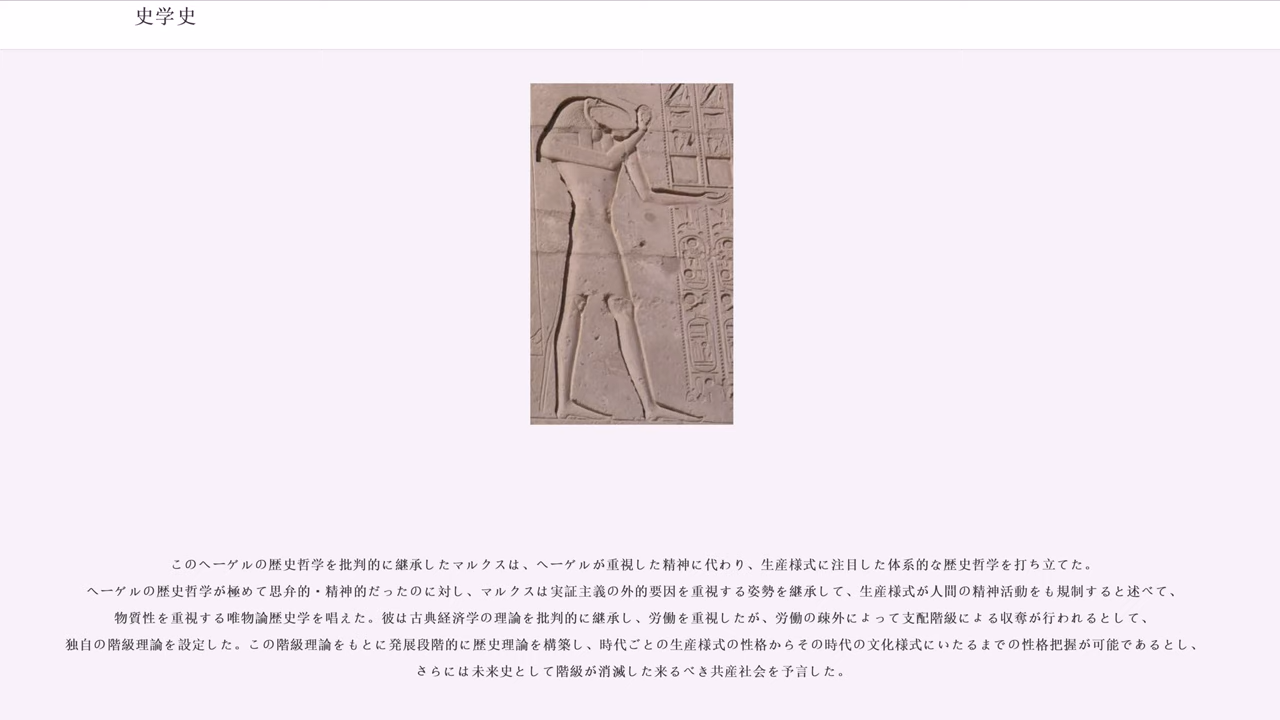 史学史
このヘーゲルの歴史哲学を批判的に継承したマルクスは、ヘーゲルが重視した精神に代わり、生産様式に注目した体系的な歴史哲学を打ち立てた。
ヘーゲルの歴史哲学が極めて思弁的・精神的だったのに対し、マルクスは実証主義の外的要因を重視する姿勢を継承して、生産様式が人間の精神活動をも規制すると述べて、
物質性を重視する唯物論歴史学を唱えた。彼は古典経済学の理論を批判的に継承し、労働を重視したが、労働の疎外によって支配階級による収奪が行われるとして、
独自の階級理論を設定した。この階級理論をもとに発展段階的に歴史理論を構築し、時代ごとの生産様式の性格からその時代の文化様式にいたるまでの性格把握が可能であるとし、
さらには未来史として階級が消滅した来るべき共産社会を予言した。